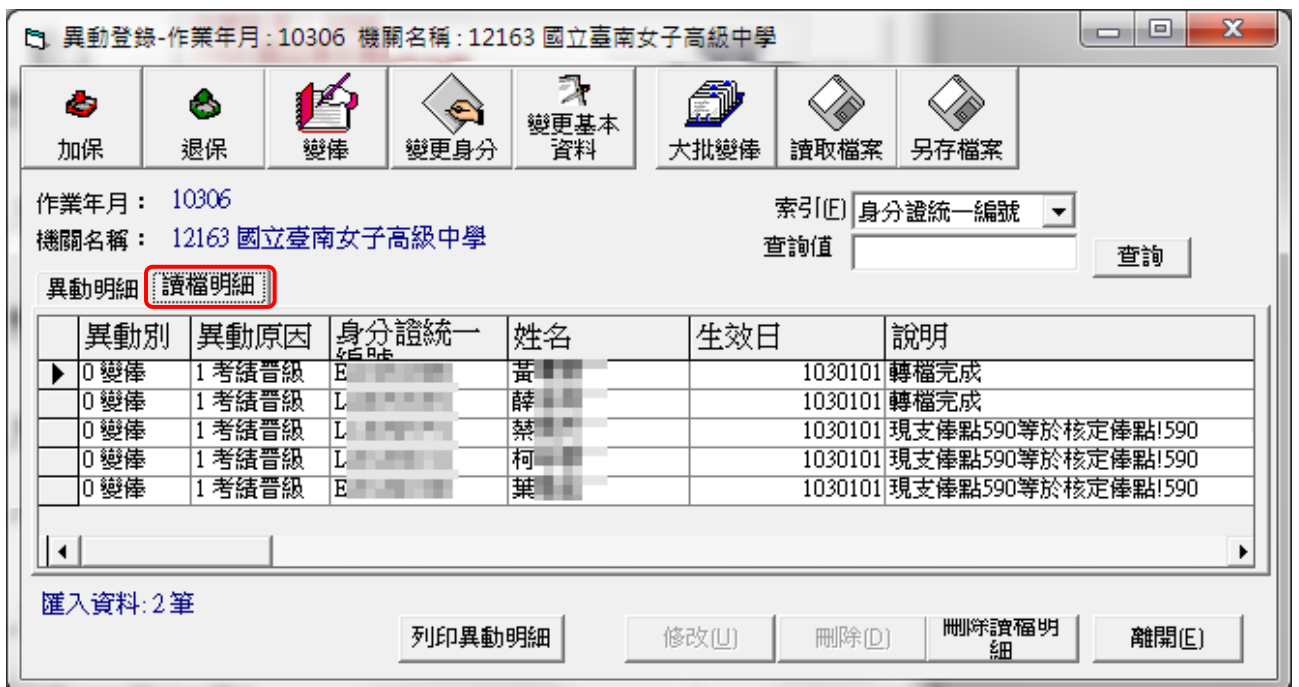 異動登錄-作業年月:10306 機關名稱:12163 國立臺南女子高級中學
加保 退保 變俸 變更身分 變更基本資料 大批變俸 讀取檔案 另存檔案
作業年月: 10306 索引(F) 身分證統一編號
機關名稱: 12163 國立臺南女子高級中學 查詢值 查詢
異動明細 讀檔明細
異動別 異動原因 身分證統一編號 姓名 生效日 說明
0 變俸 1 考績晉級 E 黃 1030101 轉檔完成
0 變俸 1 考績晉級 L 薛 1030101 轉檔完成
0 變俸 1 考績晉級 L 蔡 1030101 現支俸點590等於核定俸點!590
0 變俸 1 考績晉級 L 柯 1030101 現支俸點590等於核定俸點!590
0 變俸 1 考績晉級 E 葉 1030101 現支俸點590等於核定俸點!590
匯入資料:2筆
列印異動明細 修改(U) 刪除(D) 刪除讀檔明細 離開(E)